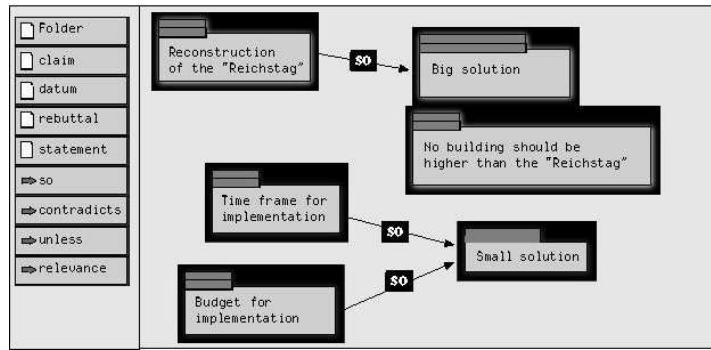 Folder
claim
datum
rebuttal
statement
so
contradicts
unless
relevance
Reconstruction
of the "Reichstag"
SO
Big solution
No building should be
higher than the "Reichstag"
Time frame for
implementation
SO
Small solution
SO
Budget for
implementation